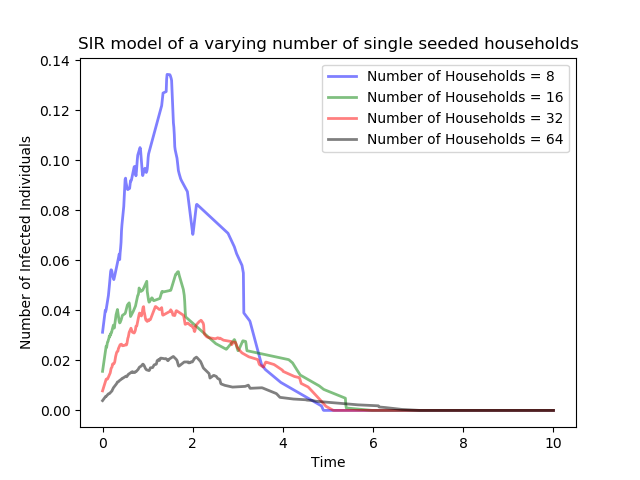 SIR model of a varying number of single seeded households
Number of Infected Individuals
0.14
0.12
0.10
0.08
0.06
0.04
0.02
0.00
Number of Households = 8
Number of Households = 16
Number of Households = 32
Number of Households = 64
0 2 4 6 8 10
Time